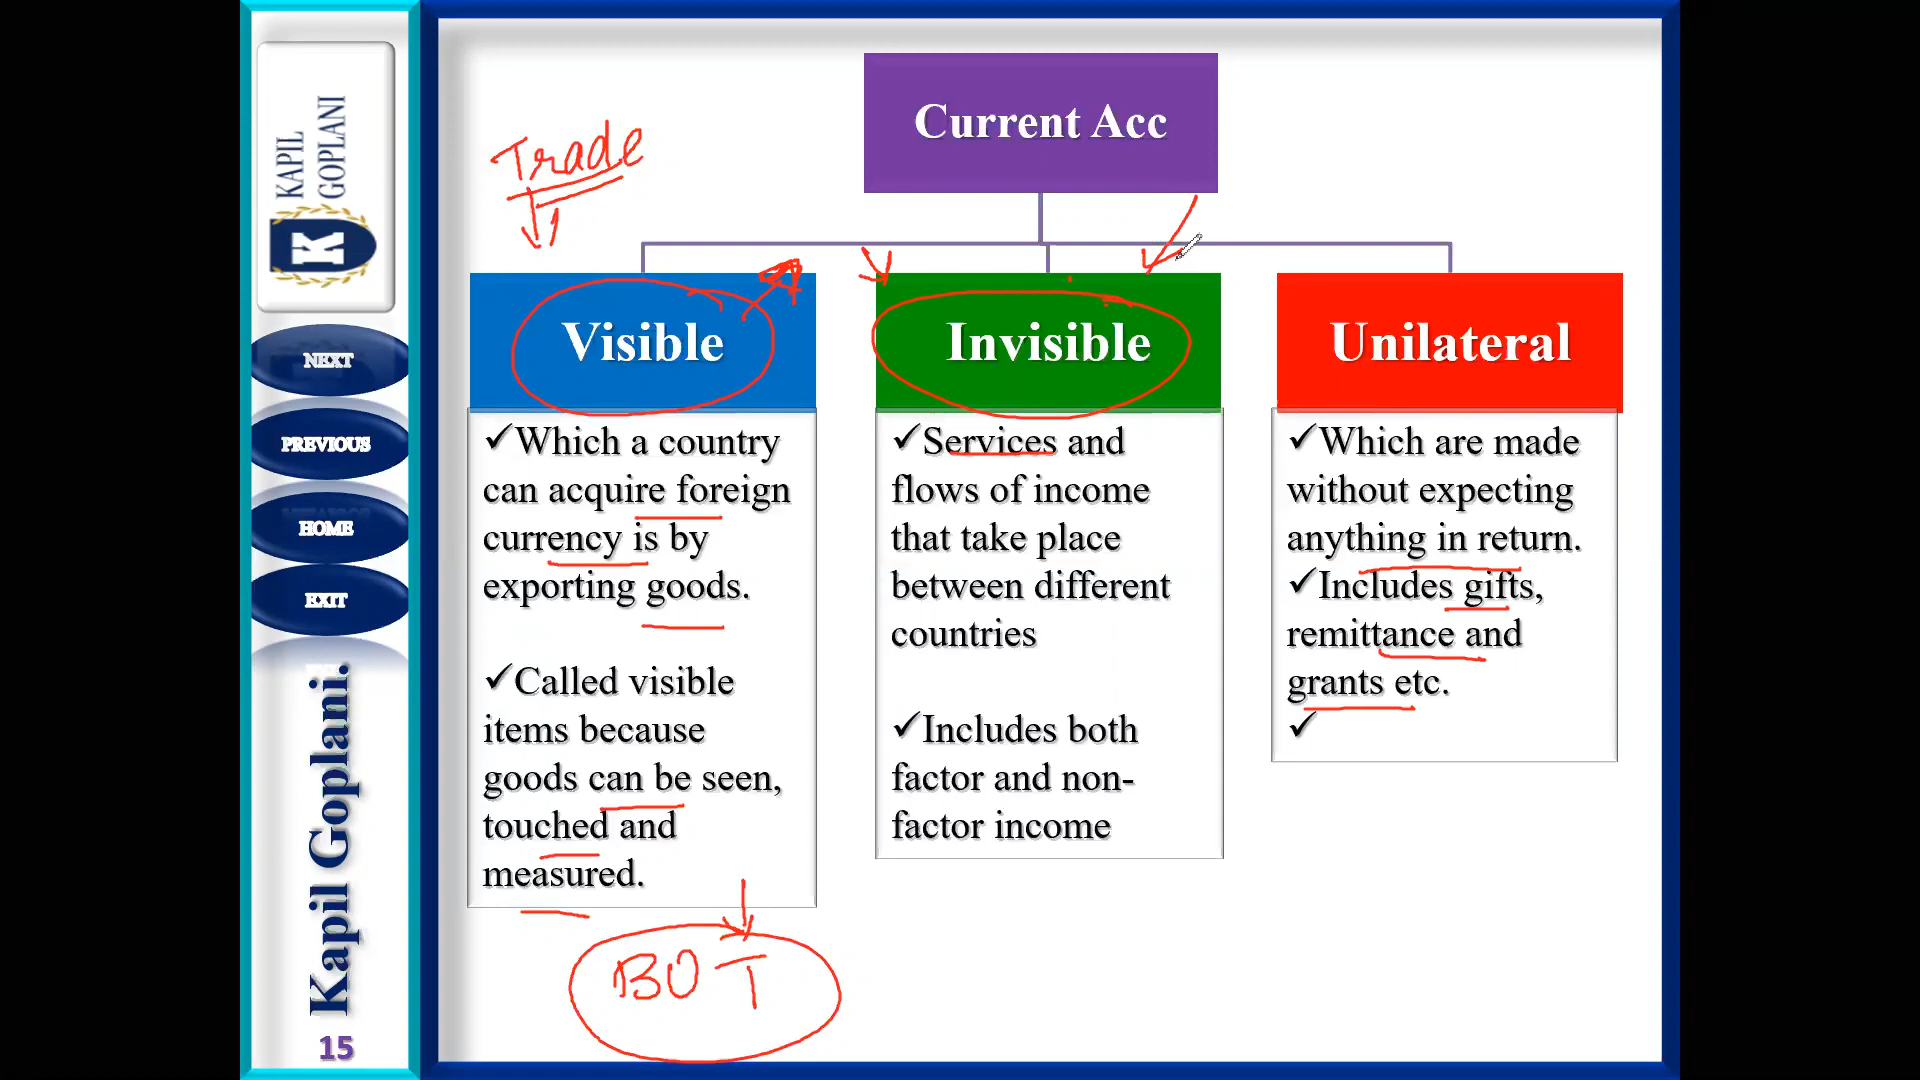 KAPIL
GOPLANI
K
NEXT
PREVIOUS
HOME
EXIT
Kapil Goplani.
15
Current Acc
Trade
Visible
✓Which a country
can acquire foreign
currency is by
exporting goods.
✓Called visible
items because
goods can be seen,
touched and
measured.
BOT
Invisible
✓Services and
flows of income
that take place
between different
countries
✓Includes both
factor and non-
factor income
Unilateral
✓Which are made
without expecting
anything in return.
✓Includes gifts,
remittance and
grants etc.
✓